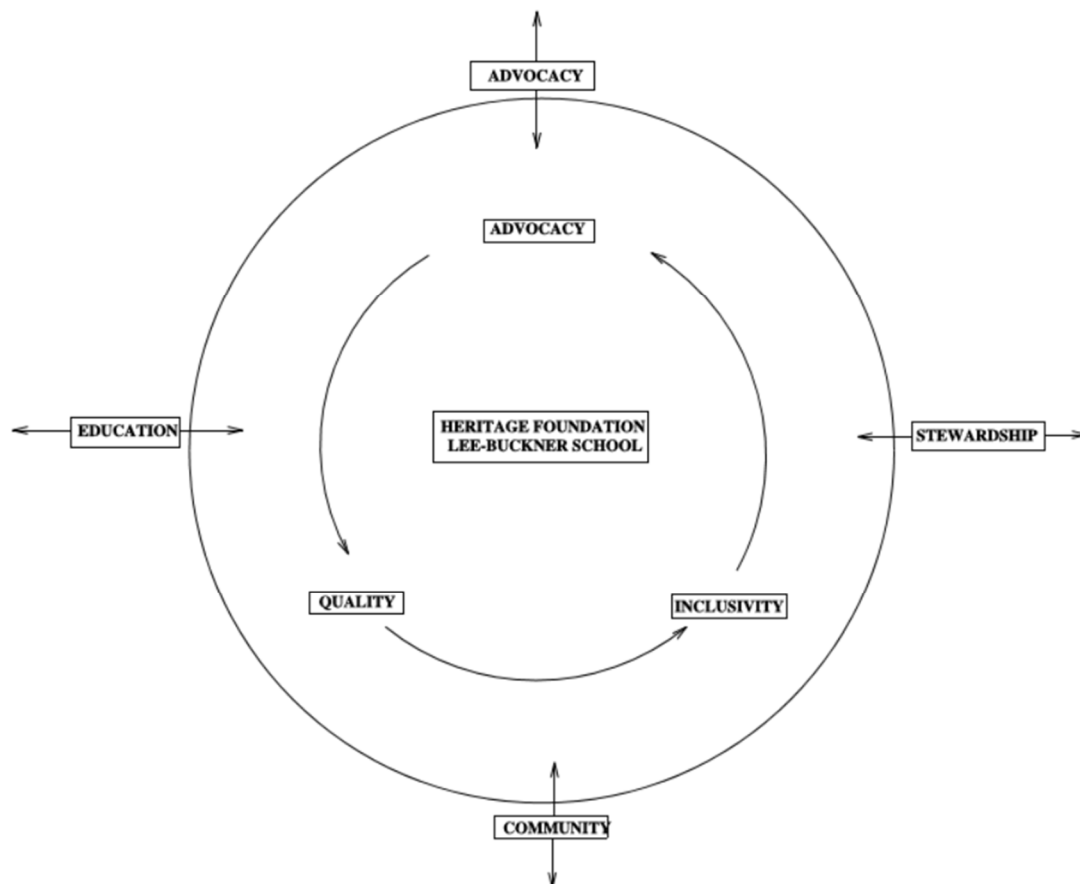 ADVOCACY
ADVOCACY
EDUCATION
HERITAGE FOUNDATION
LEE-BUCKNER SCHOOL
STEWARDSHIP
QUALITY
INCLUSIVITY
COMMUNITY